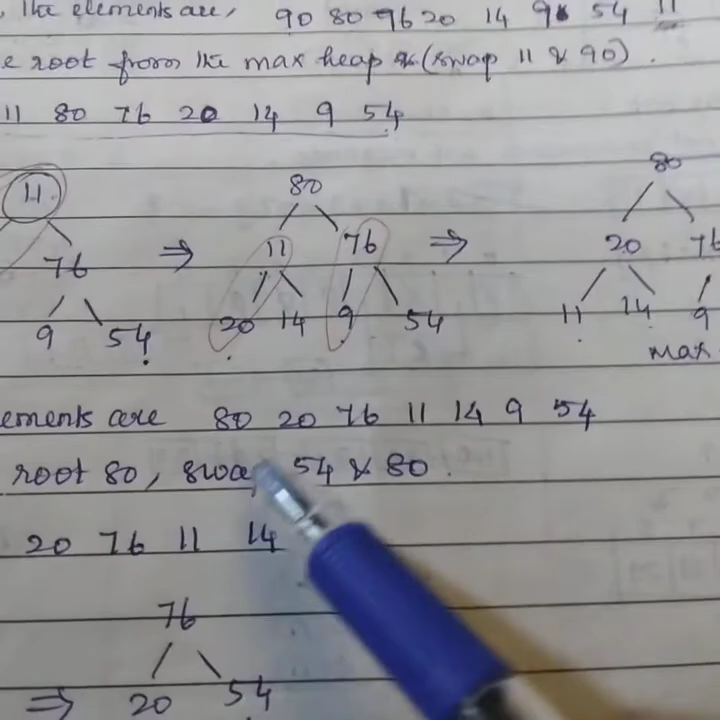 , the elements are, 90 80 76 20 14 9 54 11
e root from the max heap (swap 11 & 90).
11 80 76 20 14 9 54
11 80 80
76 ⇒ 11 76 ⇒ 20 76
9 54 20 14 9 54 11 14 9
max
ements are 80 20 76 11 14 9 54
root 80, swap 54 & 80.
20 76 11 14
76
⇒ 20 54